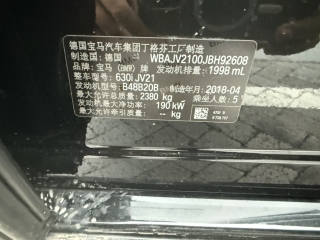 德国宝马汽车集团丁格芬工厂制造
制造国：德国 WBAJV2100JBH92608
品牌：宝马（BMW）牌 发动机排量：1998 mL
整车型号：630i JV21
发动机型号：B48B20B 制造年月：2018-04
最大允许总质量：2380 kg 乘坐人数：5
发动机最大净功率：190 kW
最大允许牵引质量：-- kg